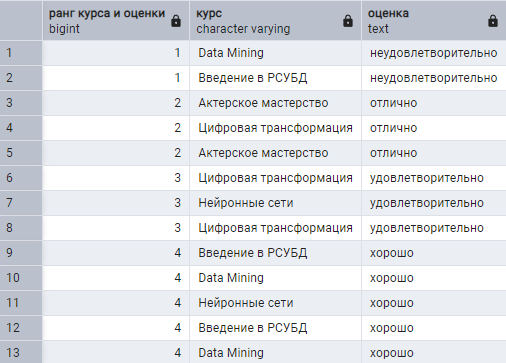 ранг курса и оценки курс оценка
bigint character varying text
1 1 Data Mining неудовлетворительно
2 1 Введение в РСУБД неудовлетворительно
3 2 Актерское мастерство отлично
4 2 Цифровая трансформация отлично
5 2 Актерское мастерство отлично
6 3 Цифровая трансформация удовлетворительно
7 3 Нейронные сети удовлетворительно
8 3 Цифровая трансформация удовлетворительно
9 4 Введение в РСУБД хорошо
10 4 Data Mining хорошо
11 4 Нейронные сети хорошо
12 4 Введение в РСУБД хорошо
13 4 Data Mining хорошо